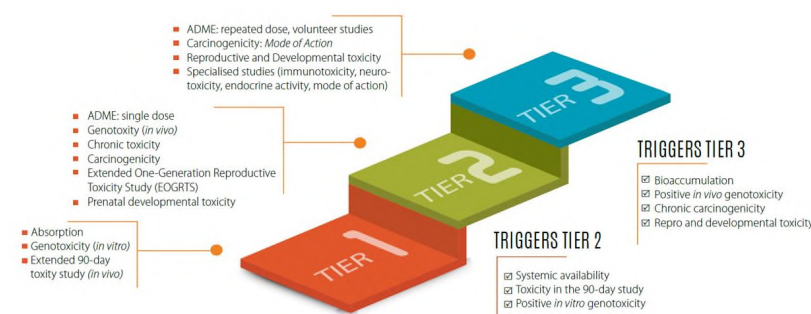 ADME: repeated dose, volunteer studies
Carcinogenicity: Mode of Action
Reproductive and Developmental toxicity
Specialised studies (immunotoxicity, neuro-
toxicity, endocrine activity, mode of action)
TIER 3
ADME: single dose
Genotoxity (in vivo)
Chronic toxicity
Carcinogenicity
Extended One-Generation Reproductive
Toxicity Study (EOGRTS)
Prenatal developmental toxicity
TIER 2
TRIGGERS TIER 3
Bioaccumulation
Positive in vivo genotoxicity
Chronic carcinogenicity
Repro and developmental toxicity
Absorption
Genotoxicity (in vitro)
Extended 90-day
toxity study (in vivo)
TIER 1
TRIGGERS TIER 2
Systemic availability
Toxicity in the 90-day study
Positive in vitro genotoxicity